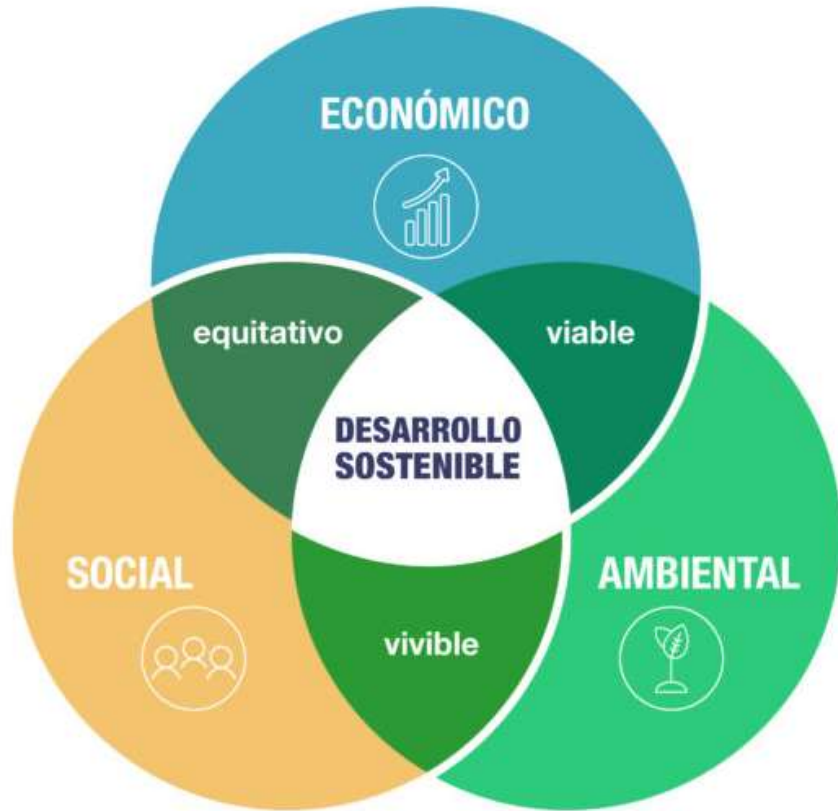 ECONÓMICO
equitativo
viable
DESARROLLO
SOSTENIBLE
SOCIAL
AMBIENTAL
vivible